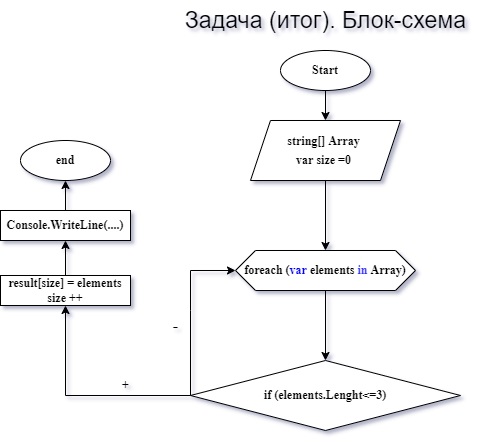 Задача (итог). Блок-схема
Start
string[] Array
var size =0
end
Console.WriteLine(....)
foreach (var elements in Array)
result[size] = elements
size ++
-
+
if (elements.Lenght<=3)